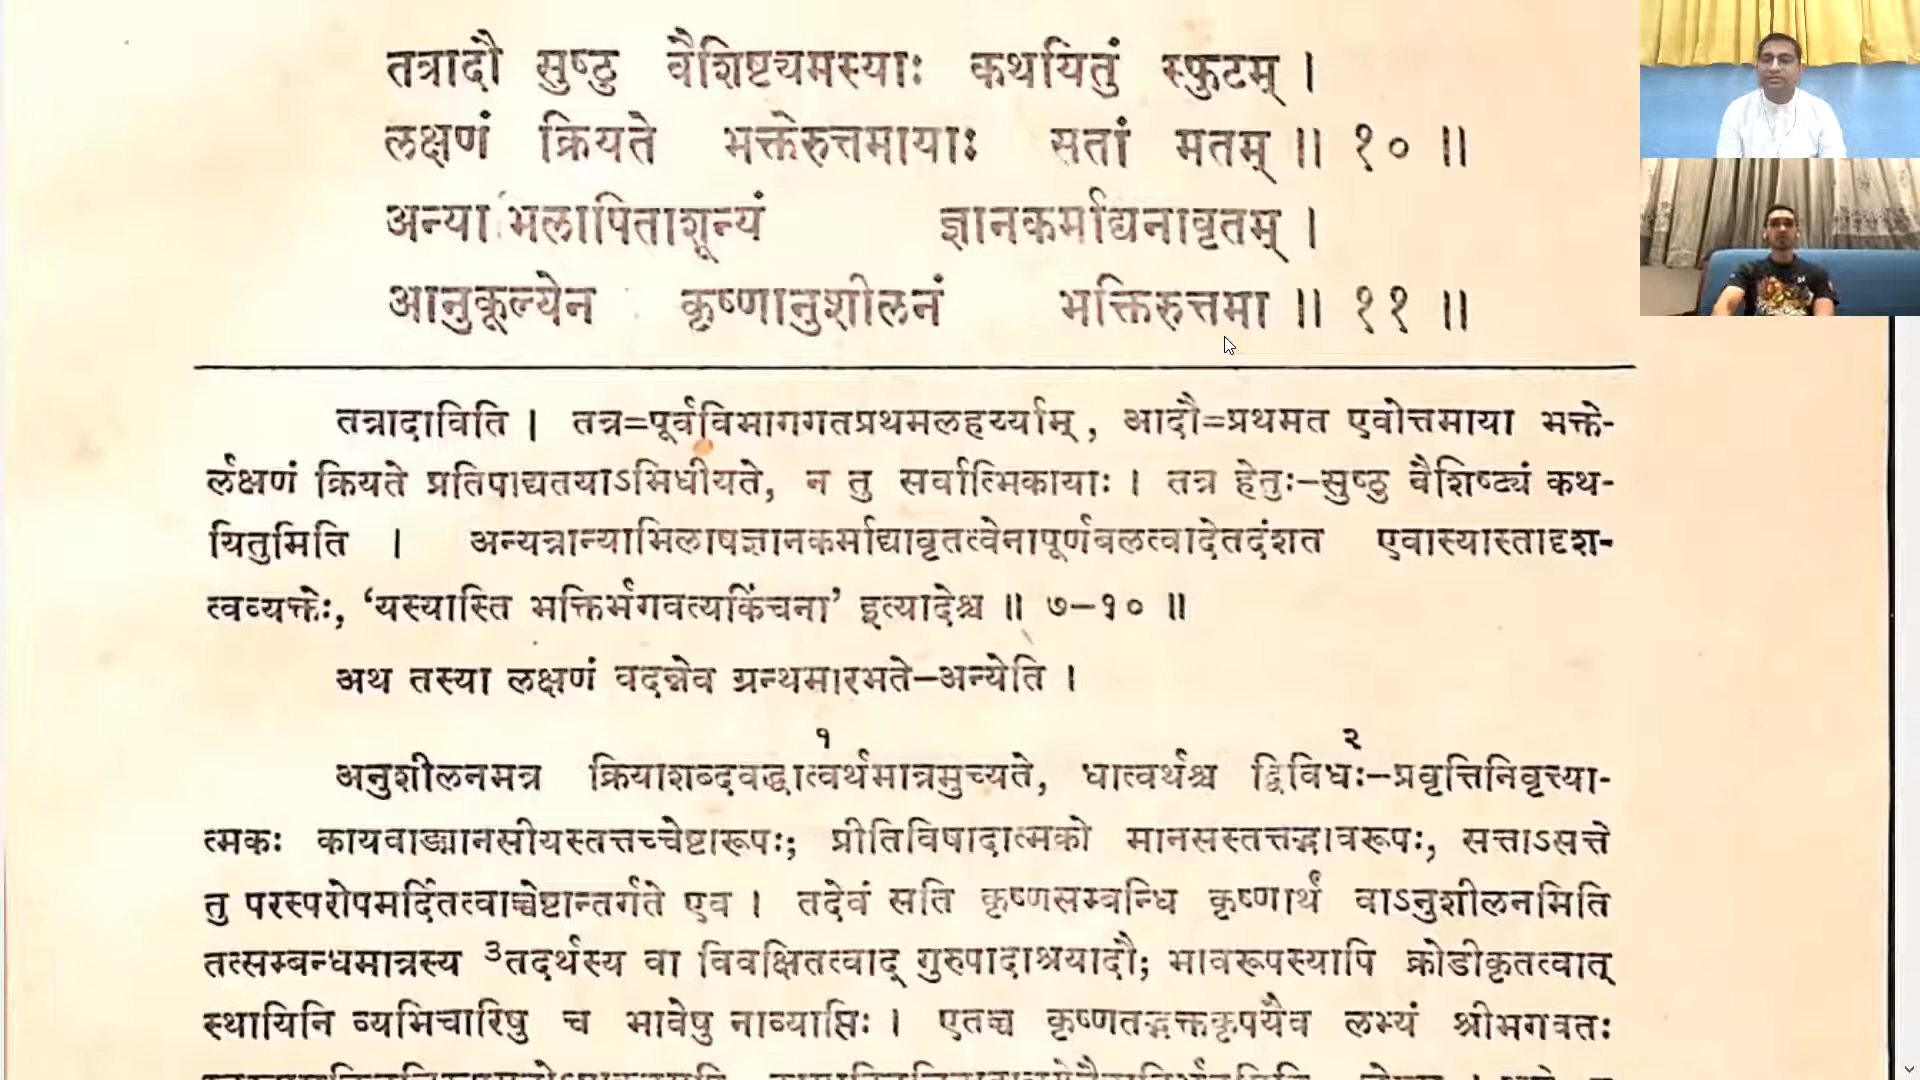 तत्रादौ सुष्ठु वैशिष्ट्यमस्याः कथयितुं स्फुटम् ।
लक्षणं क्रियते भक्तेरुत्तमायाः सतां मतम् ॥ १० ॥
अन्याभिलाषिताशून्यं ज्ञानकर्माद्यनावृतम् ।
आनुकूल्येन कृष्णानुशीलनं भक्तिरुत्तमा ॥ ११ ॥
तत्रादाविति । तत्र=पूर्वविभागगतप्रथमलहर्य्याम्, आदौ=प्रथमत एवोत्तमाया भक्ते-
र्लक्षणं क्रियते प्रतिपाद्यतयाऽभिधीयते, न तु सर्वात्मिकायाः । तत्र हेतुः–सुष्ठु वैशिष्ट्यं कथ-
यितुमिति । अन्यत्रान्याभिलाषज्ञानकर्माद्यावृतत्वेनापूर्णबलत्वादेतदंशत एवास्यास्तादृश-
त्वव्यक्तेः, ‘यस्यास्ति भक्तिर्भगवत्यकिंचना’ इत्यादेश्च ॥ ७–१० ॥
अथ तस्या लक्षणं वदन्नेव ग्रन्थमारभते–अन्येति ।
१ २
अनुशीलनमत्र क्रियाशब्दवद्धात्वर्थमात्रमुच्यते, धात्वर्थश्च द्विविधः–प्रवृत्तिनिवृत्त्या-
त्मकः कायवाङ्मानसीयस्तत्तच्चेष्टारूपः; प्रीतिविषादात्मको मानसस्तत्तद्भावरूपः, सत्ताऽसत्ते
तु परस्परोपमर्दितत्वाच्चेष्टान्तर्गते एव । तदेवं सति कृष्णसम्बन्धि कृष्णार्थं वाऽनुशीलनमिति
तत्सम्बन्धमात्रस्य ³तदर्थस्य वा विवक्षितत्वाद् गुरुपादाश्रयादौ; भावरूपस्यापि क्रोडीकृतत्वात्
स्थायिनि व्यभिचारिषु च भावेषु नाव्याप्तिः । एतच्च कृष्णतद्भक्तकृपयैव लभ्यं श्रीभगवतः